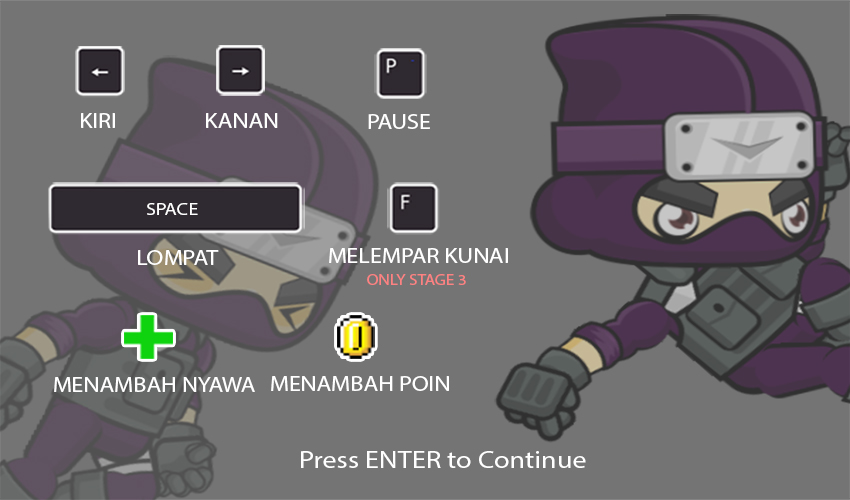 ←
→
P
KIRI
KANAN
PAUSE
SPACE
F
LOMPAT
MELEMPAR KUNAI
ONLY STAGE 3
MENAMBAH NYAWA
MENAMBAH POIN
Press ENTER to Continue